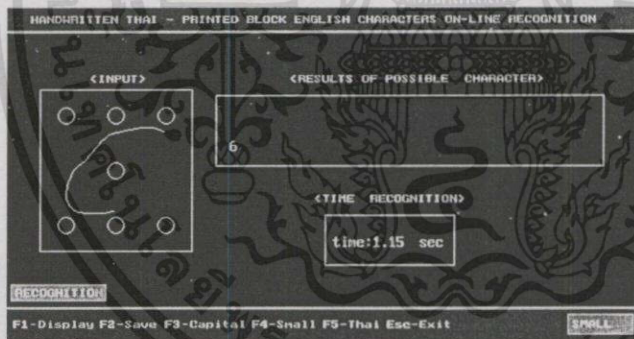 HANDWRITTEN THAI - PRINTED BLOCK ENGLISH CHARACTERS ON-LINE RECOGNITION
<INPUT>
<RESULTS OF POSSIBLE CHARACTER>
6
<TIME RECOGNITION>
time:1.15 sec
RECOGNITION
F1-Display F2-Save F3-Capital F4-Small F5-Thai Esc-Exit
SMALL